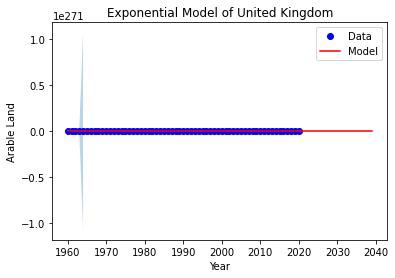 Exponential Model of United Kingdom
1e271
1.0
0.5
0.0
−0.5
−1.0
Arable Land
Data
Model
1960 1970 1980 1990 2000 2010 2020 2030 2040
Year